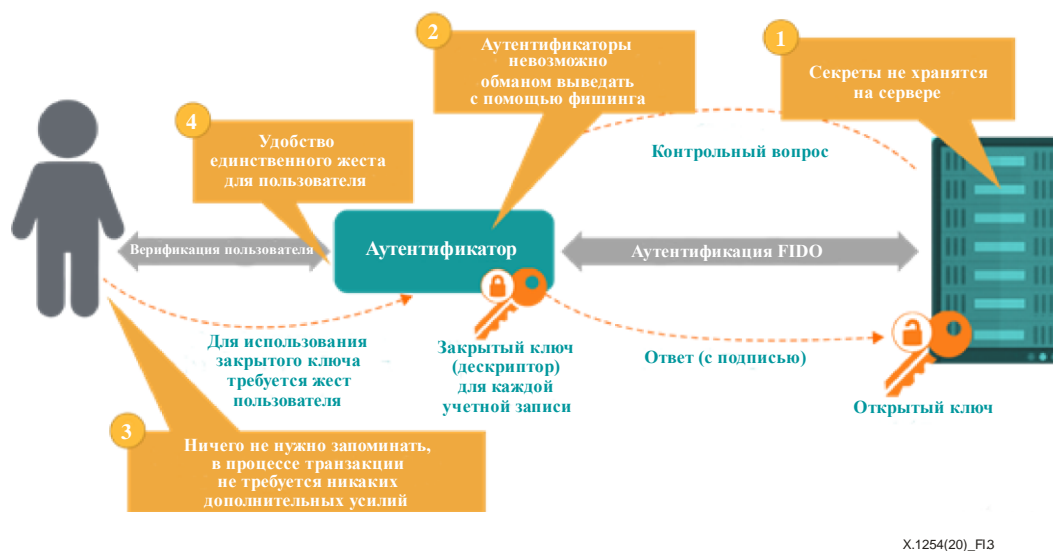 2
Аутентификаторы
невозможно
обманом выведать
с помощью фишинга
1
Секреты не хранятся
на сервере
4
Удобство
единственного жеста
для пользователя
Контрольный вопрос
Верификация пользователя
Аутентификатор
Аутентификация FIDO
Для использования
закрытого ключа
требуется жест
пользователя
Закрытый ключ
(дескриптор)
для каждой
учетной записи
Ответ (с подписью)
Открытый ключ
3
Ничего не нужно запоминать,
в процессе транзакции
не требуется никаких
дополнительных усилий
X.1254(20)_FI.3